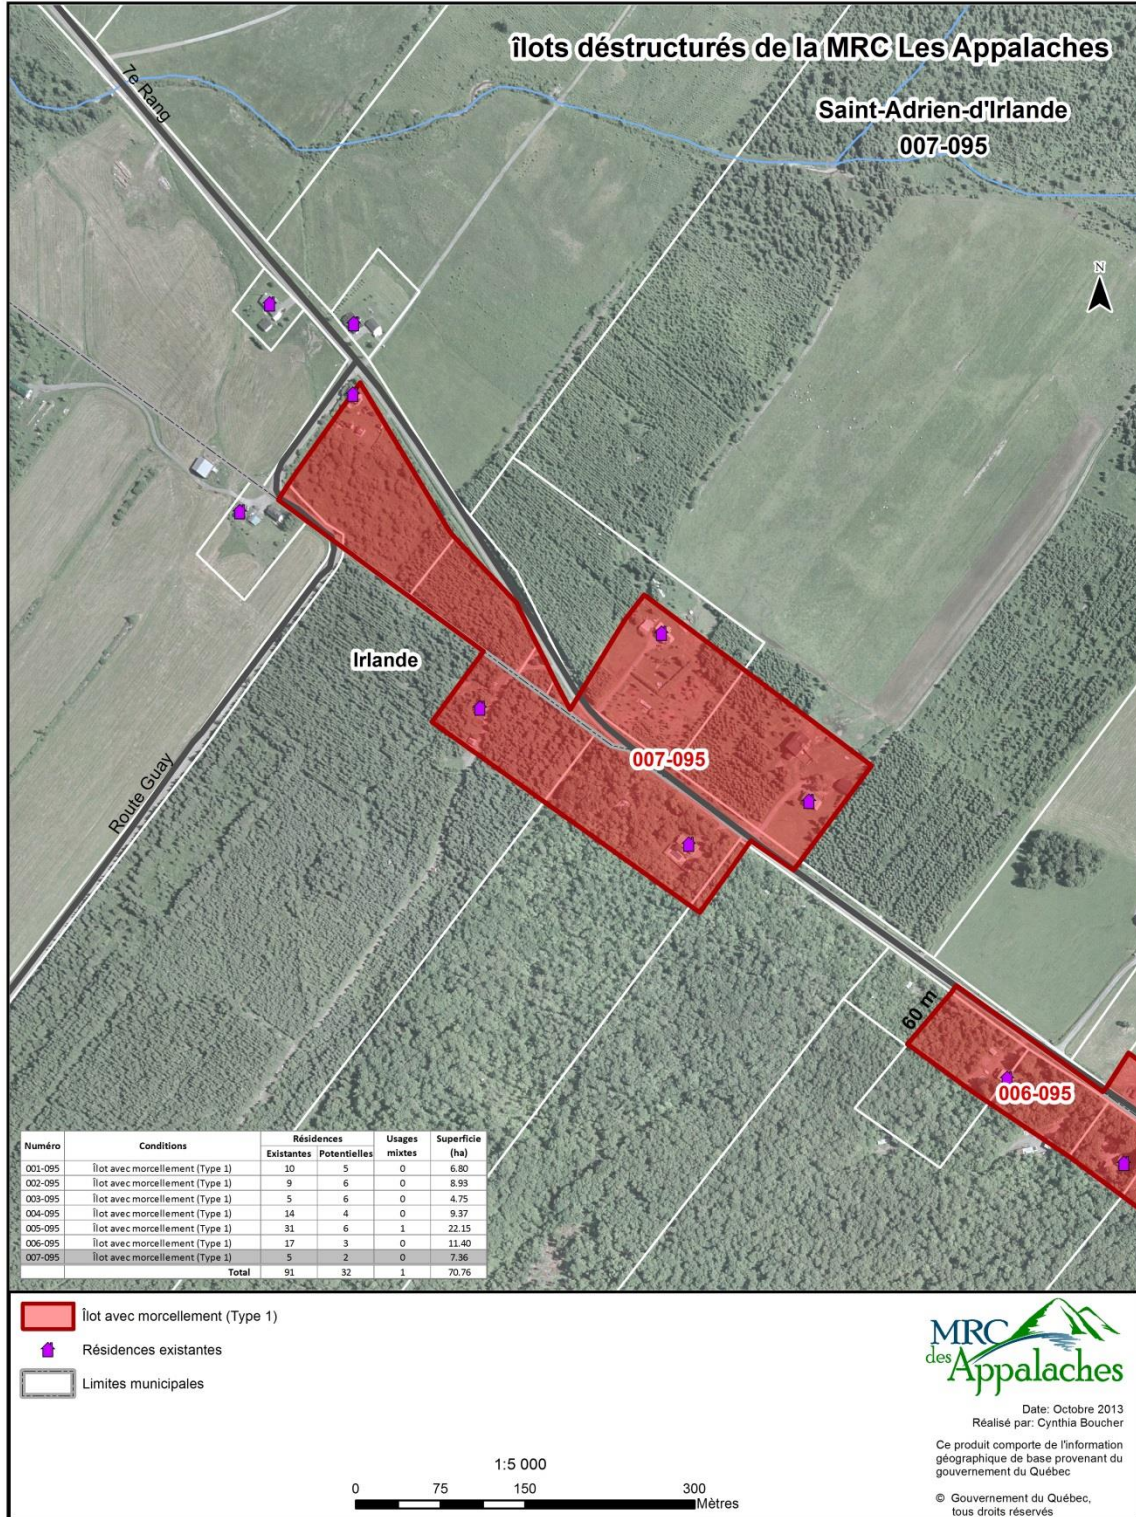 îlots déstructurés de la MRC Les Appalaches
Saint-Adrien-d'Irlande
007-095
7e Rang
N
Irlande
007-095
Route Guay
60 m
006-095
Numéro Conditions Résidences Usages mixtes Superficie (ha)
Existantes Potentielles
001-095 Îlot avec morcellement (Type 1) 10 5 0 6.80
002-095 Îlot avec morcellement (Type 1) 9 6 0 8.93
003-095 Îlot avec morcellement (Type 1) 5 6 0 4.75
004-095 Îlot avec morcellement (Type 1) 14 4 0 9.37
005-095 Îlot avec morcellement (Type 1) 31 6 1 22.15
006-095 Îlot avec morcellement (Type 1) 17 3 0 11.40
007-095 Îlot avec morcellement (Type 1) 5 2 0 7.36
Total 91 32 1 70.76
Îlot avec morcellement (Type 1)
Résidences existantes
Limites municipales
MRC
des Appalaches
Date: Octobre 2013
Réalisé par: Cynthia Boucher
Ce produit comporte de l'information
géographique de base provenant du
gouvernement du Québec
© Gouvernement du Québec,
tous droits réservés
1:5 000
0 75 150 300
Mètres